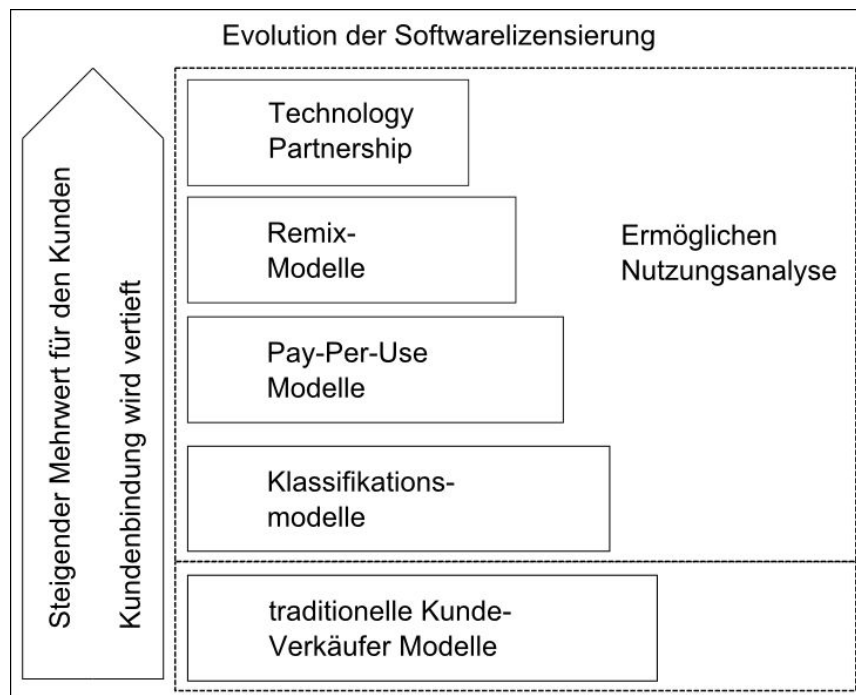 Evolution der Softwarelizensierung
Steigender Mehrwert für den Kunden
Kundenbindung wird vertieft
Technology
Partnership
Remix-
Modelle
Ermöglichen
Nutzungsanalyse
Pay-Per-Use
Modelle
Klassifikations-
modelle
traditionelle Kunde-
Verkäufer Modelle